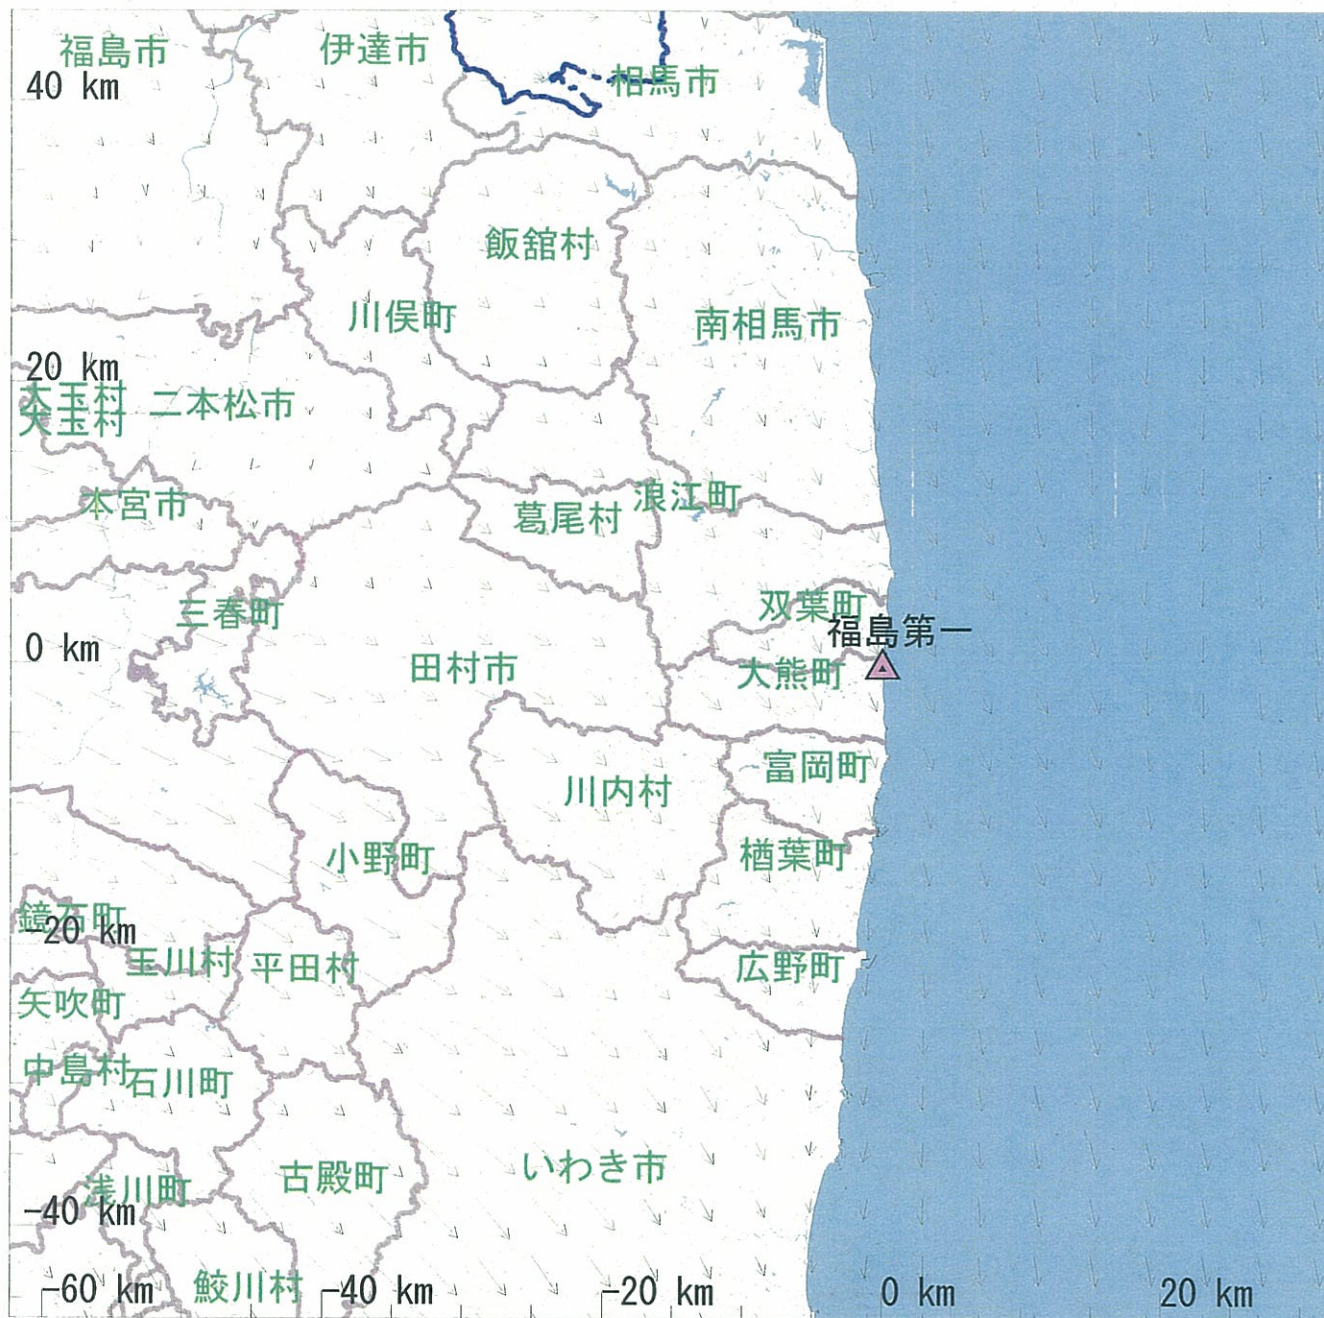 福島市
伊達市
相馬市
40 km
飯舘村
川俣町
南相馬市
20 km
大玉村
二本松市
大玉村
本宮市
浪江町
葛尾村
双葉町
三春町
福島第一
0 km
田村市
大熊町
富岡町
川内村
楢葉町
小野町
鏡石町
-20 km
玉川村
平田村
広野町
矢吹町
中島村
石川町
いわき市
古殿町
浅川町
-40 km
鮫川村
-60 km
-40 km
-20 km
0 km
20 km